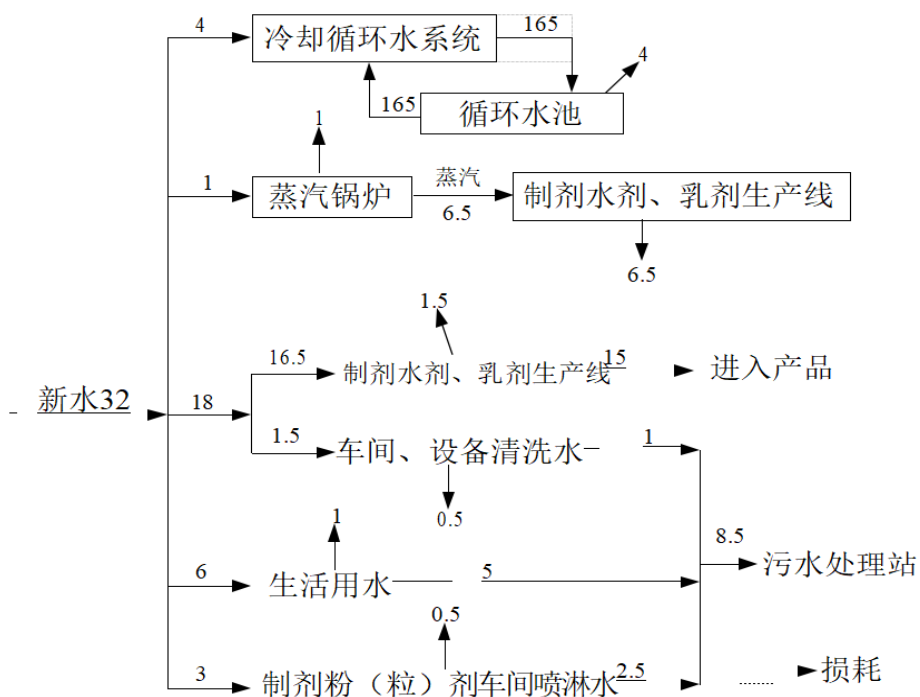 4
冷却循环水系统
165
165
循环水池
4
1
1
蒸汽锅炉
蒸汽
6.5
制剂水剂、乳剂生产线
6.5
1.5
16.5
制剂水剂、乳剂生产线
15
进入产品
新水32
18
1.5
车间、设备清洗水
1
0.5
1
8.5
污水处理站
6
生活用水
5
0.5
3
制剂粉（粒）剂车间喷淋水
2.5
损耗